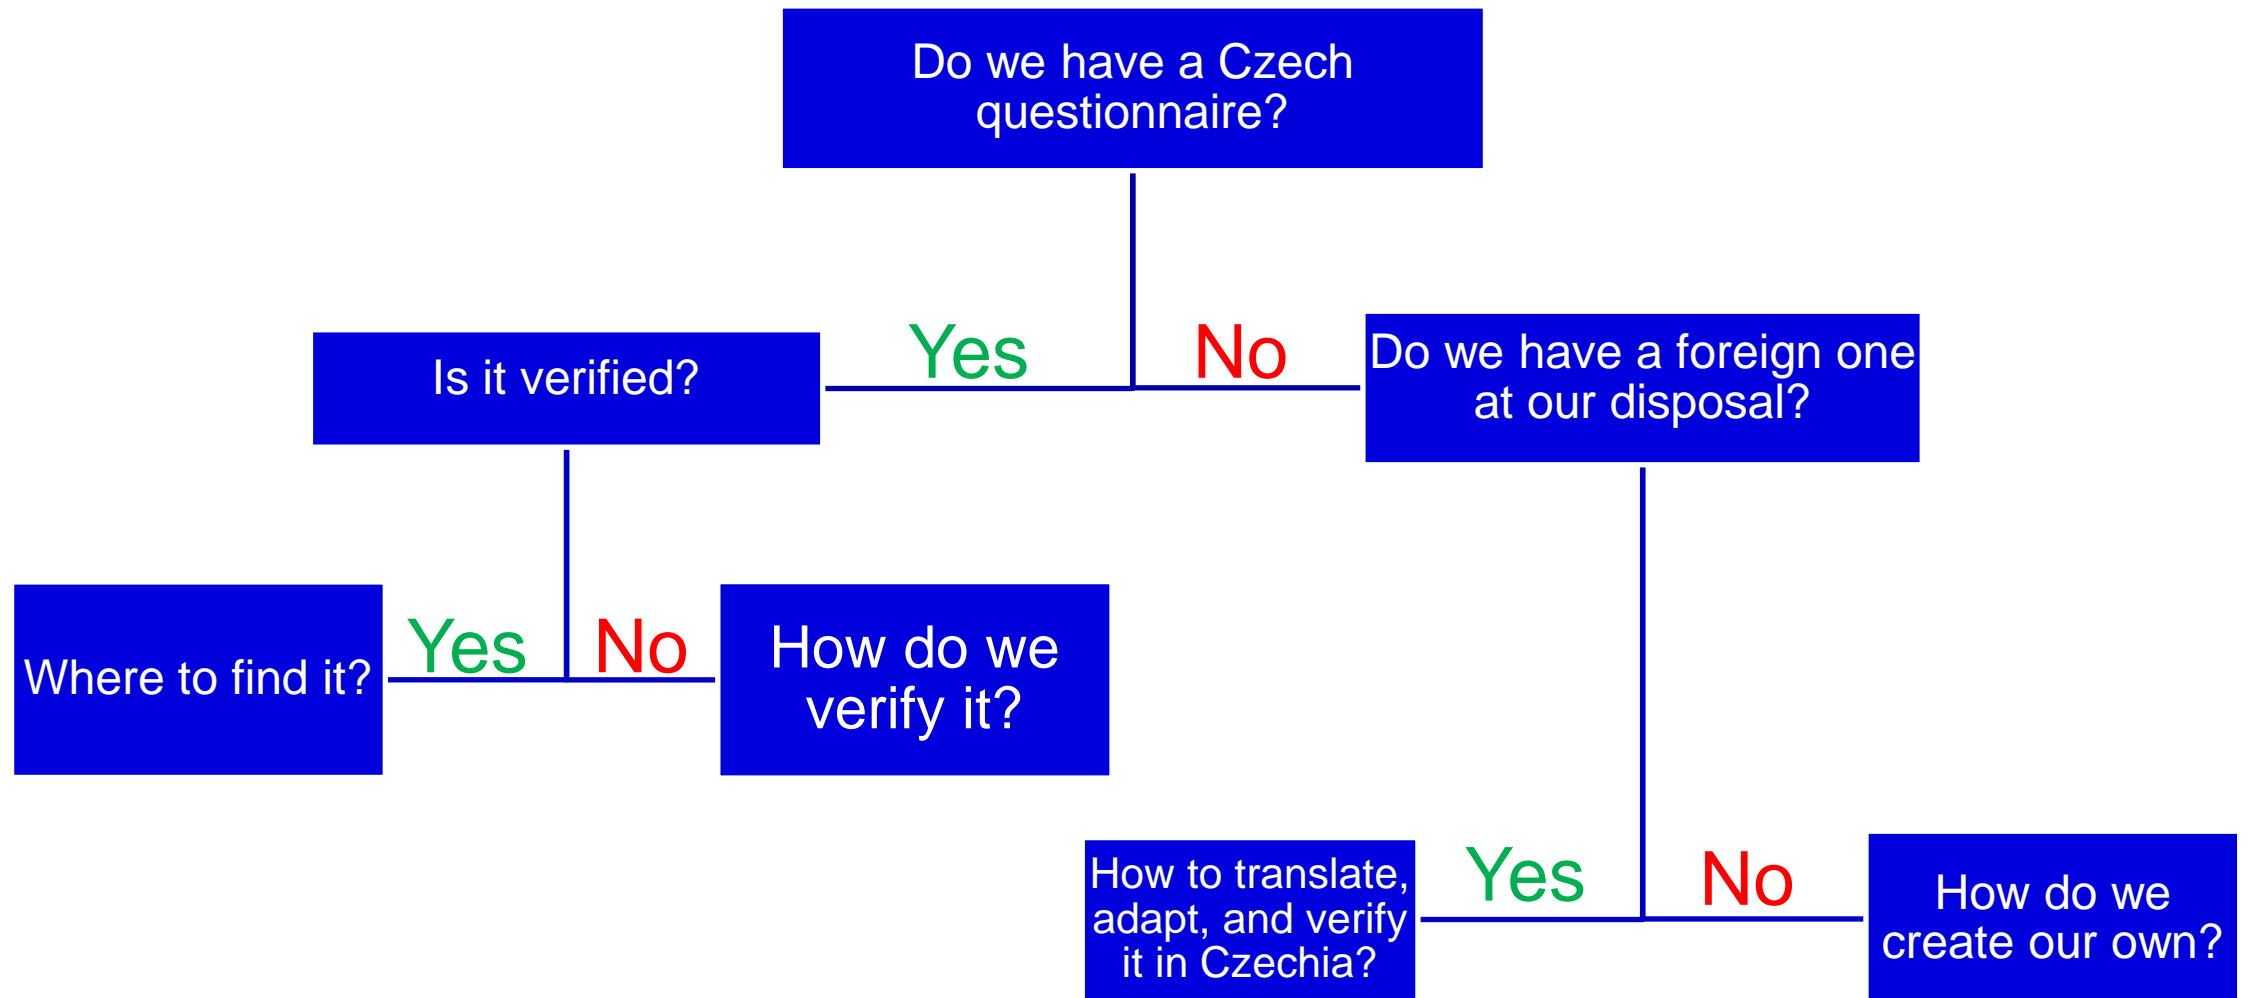 Do we have a Czech
questionnaire?
Yes
No
Is it verified?
Do we have a foreign one
at our disposal?
Yes
No
Where to find it?
How do we
verify it?
Yes
No
How to translate,
adapt, and verify
it in Czechia?
How do we
create our own?